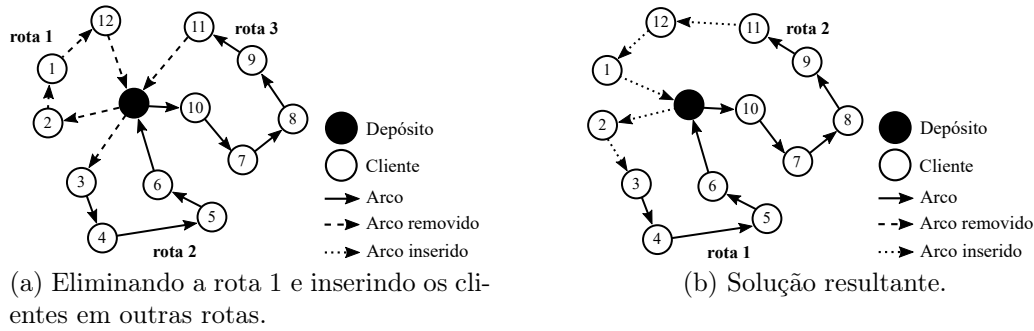 12
11
rota 1
rota 3
1
9
2
10
8
7
3
6
5
4
rota 2
Depósito
Cliente
Arco
Arco removido
Arco inserido
(a) Eliminando a rota 1 e inserindo os cli-
entes em outras rotas.
12
11
rota 2
1
9
2
10
8
7
3
6
5
4
rota 1
Depósito
Cliente
Arco
Arco removido
Arco inserido
(b) Solução resultante.